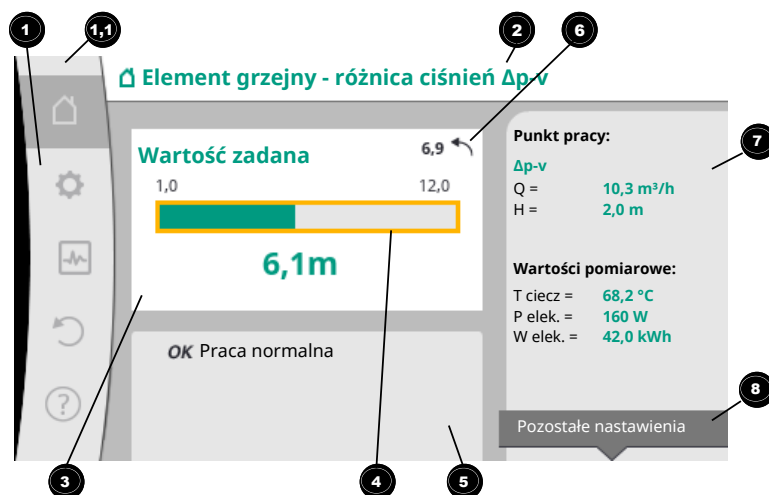 1
1,1
2
6
Element grzejny - różnica ciśnień Δp-v
Wartość zadana
6,9
1,0
12,0
6,1m
OK Praca normalna
Punkt pracy:
7
Δp-v
Q = 10,3 m³/h
H = 2,0 m
Wartości pomiarowe:
T ciecz = 68,2 °C
P elek. = 160 W
W elek. = 42,0 kWh
8
Pozostałe nastawienia
?
3
4
5